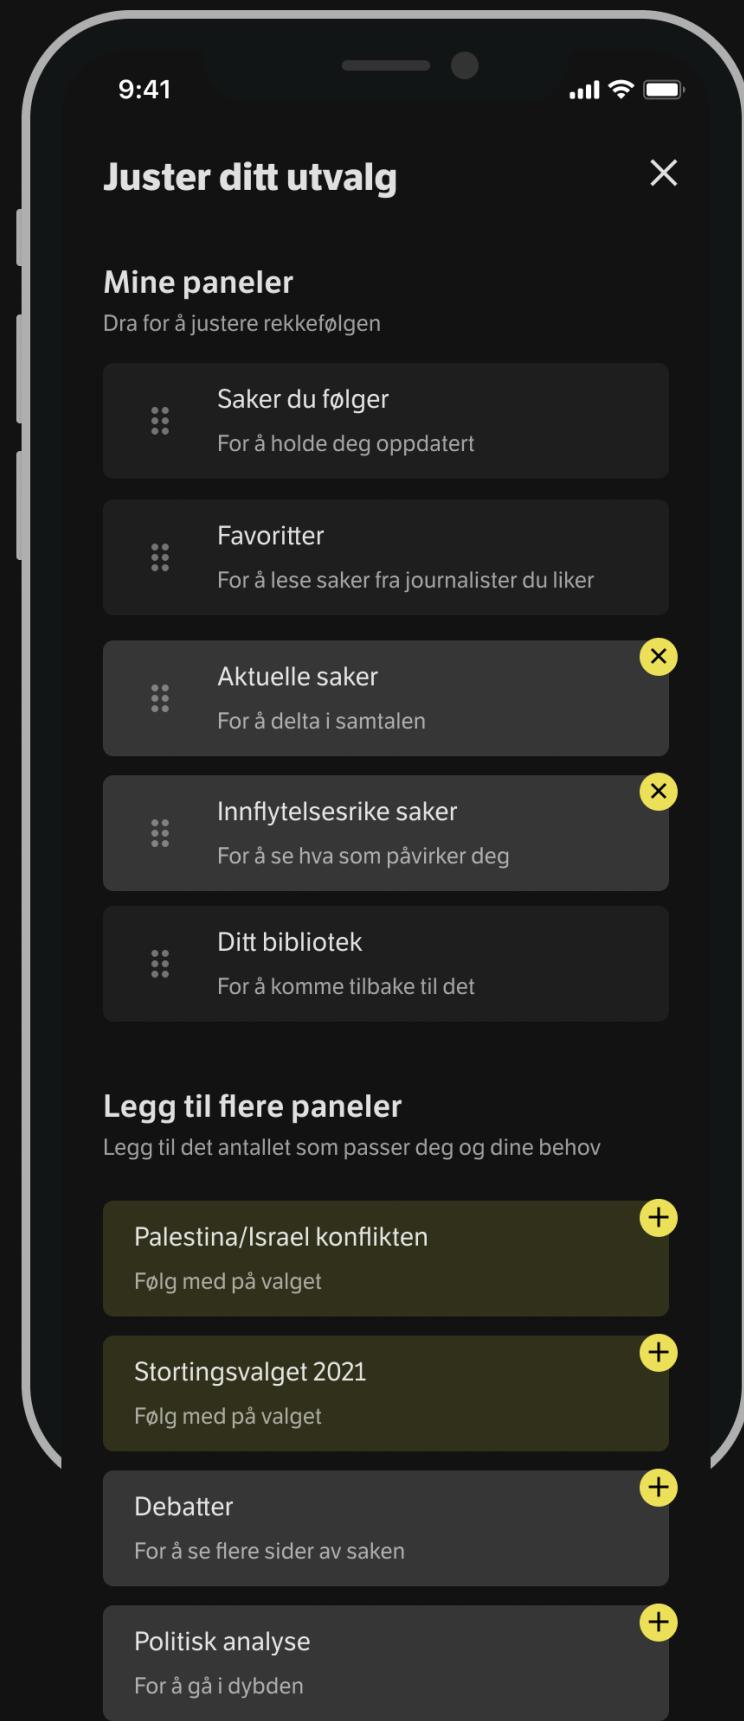 9:41
Juster ditt utvalg
Mine paneler
Dra for å justere rekkefølgen
Saker du følger
For å holde deg oppdatert
Favoritter
For å lese saker fra journalister du liker
Aktuelle saker
For å delta i samtalen
Innflytelsesrike saker
For å se hva som påvirker deg
Ditt bibliotek
For å komme tilbake til det
Legg til flere paneler
Legg til det antallet som passer deg og dine behov
Palestina/Israel konflikten
Følg med på valget
Stortingsvalget 2021
Følg med på valget
Debatter
For å se flere sider av saken
Politisk analyse
For å gå i dybden